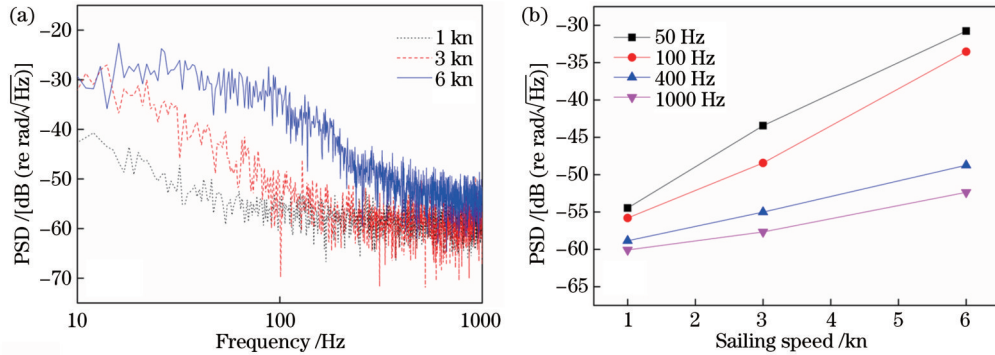 (a)
PSD /[dB (re rad/√Hz)]
-20
-30
-40
-50
-60
-70
10
100
1000
Frequency /Hz
1 kn
3 kn
6 kn
(b)
PSD /[dB (re rad/√Hz)]
-30
-35
-40
-45
-50
-55
-60
-65
1 2 3 4 5 6
Sailing speed /kn
50 Hz
100 Hz
400 Hz
1000 Hz